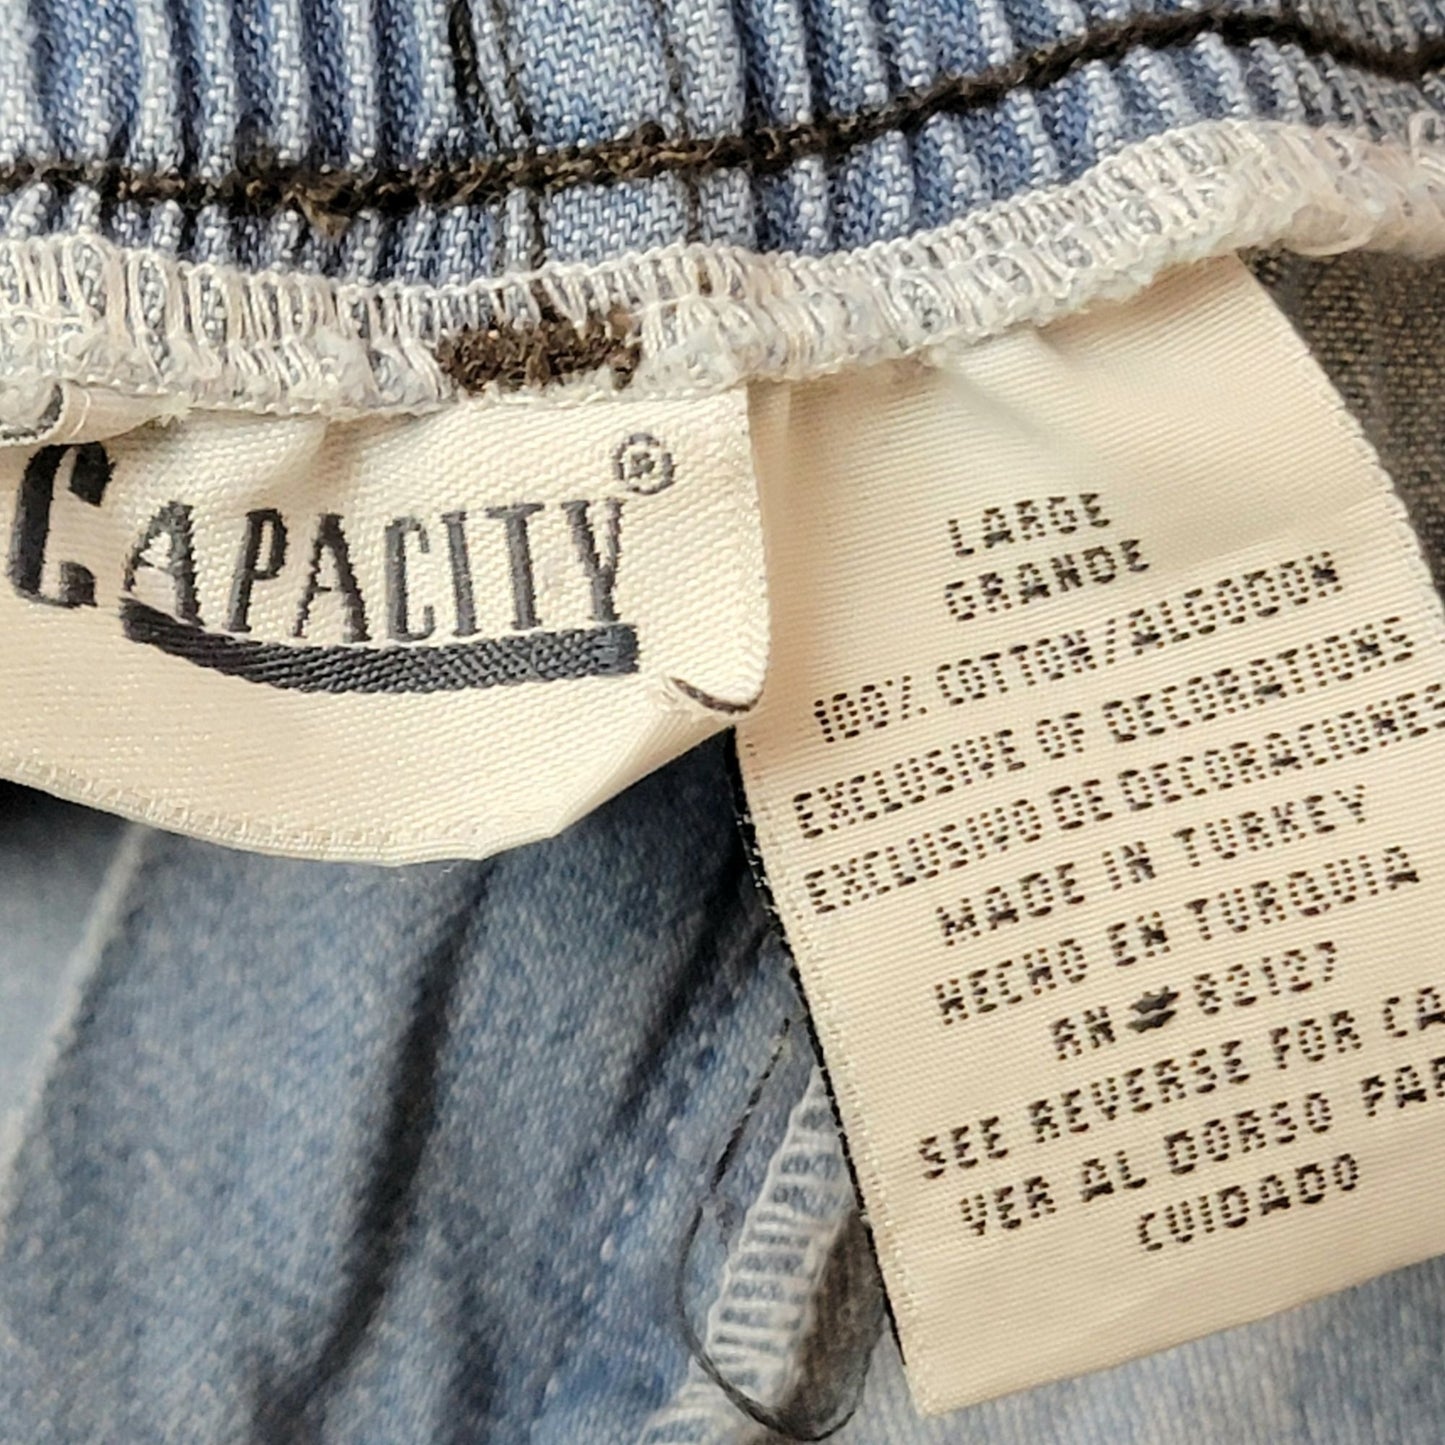 CAPACITY®
LARGE
GRANDE
100% COTTON/ALGODON
EXCLUSIVE OF DECORATIONS
EXCLUSIVO DE DECORACIONES
MADE IN TURKEY
HECHO EN TURQUIA
RN#82127
SEE REVERSE FOR CA
VER AL DORSO PAR
CUIDADO